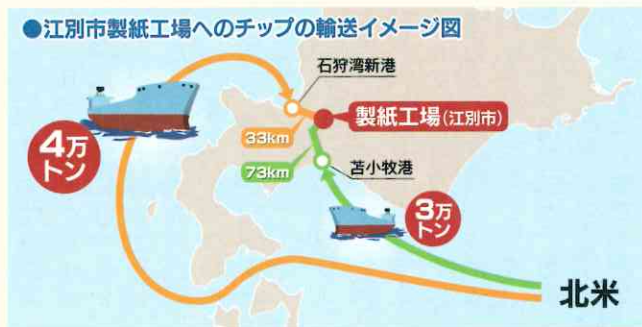 ●江別市製紙工場へのチップの輸送イメージ図
石狩湾新港
製紙工場(江別市)
33km
4万
トン
73km
苫小牧港
3万
トン
北米